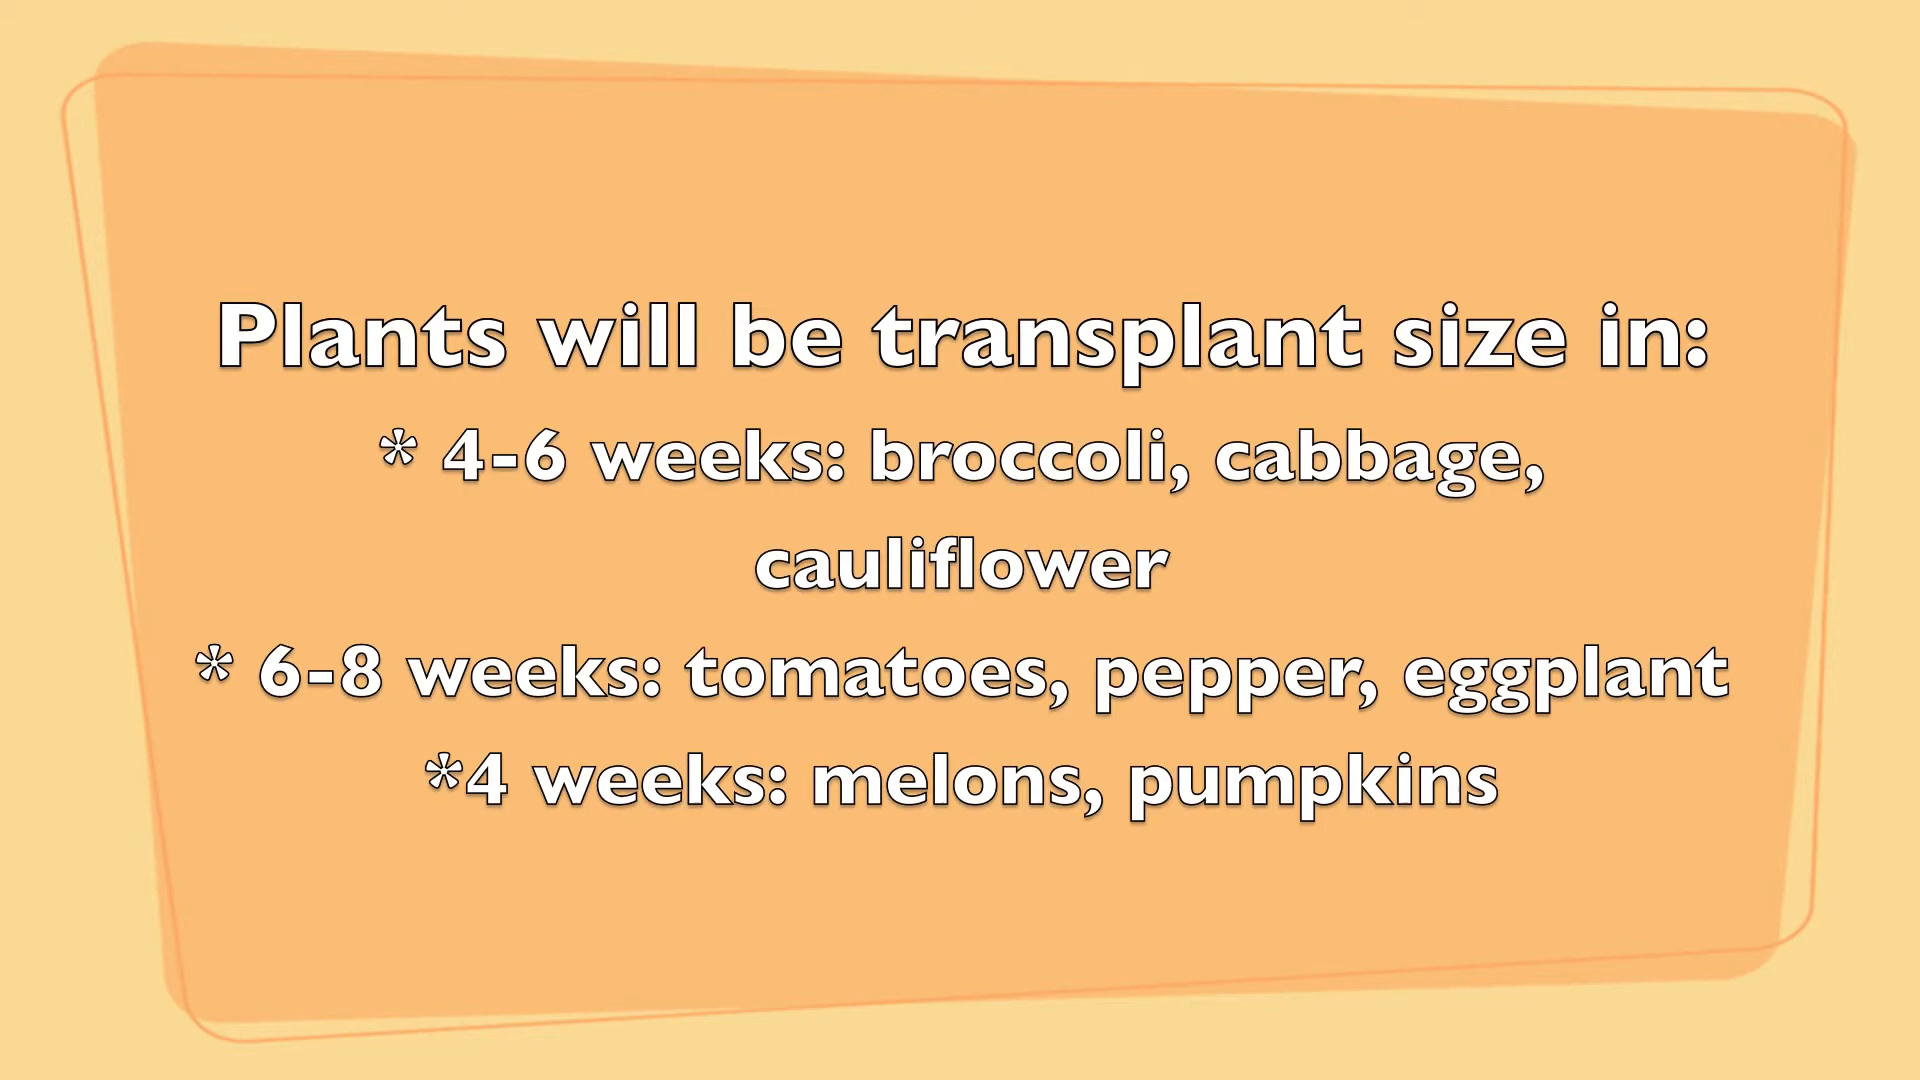 Plants will be transplant size in:
* 4-6 weeks: broccoli, cabbage,
cauliflower
* 6-8 weeks: tomatoes, pepper, eggplant
*4 weeks: melons, pumpkins